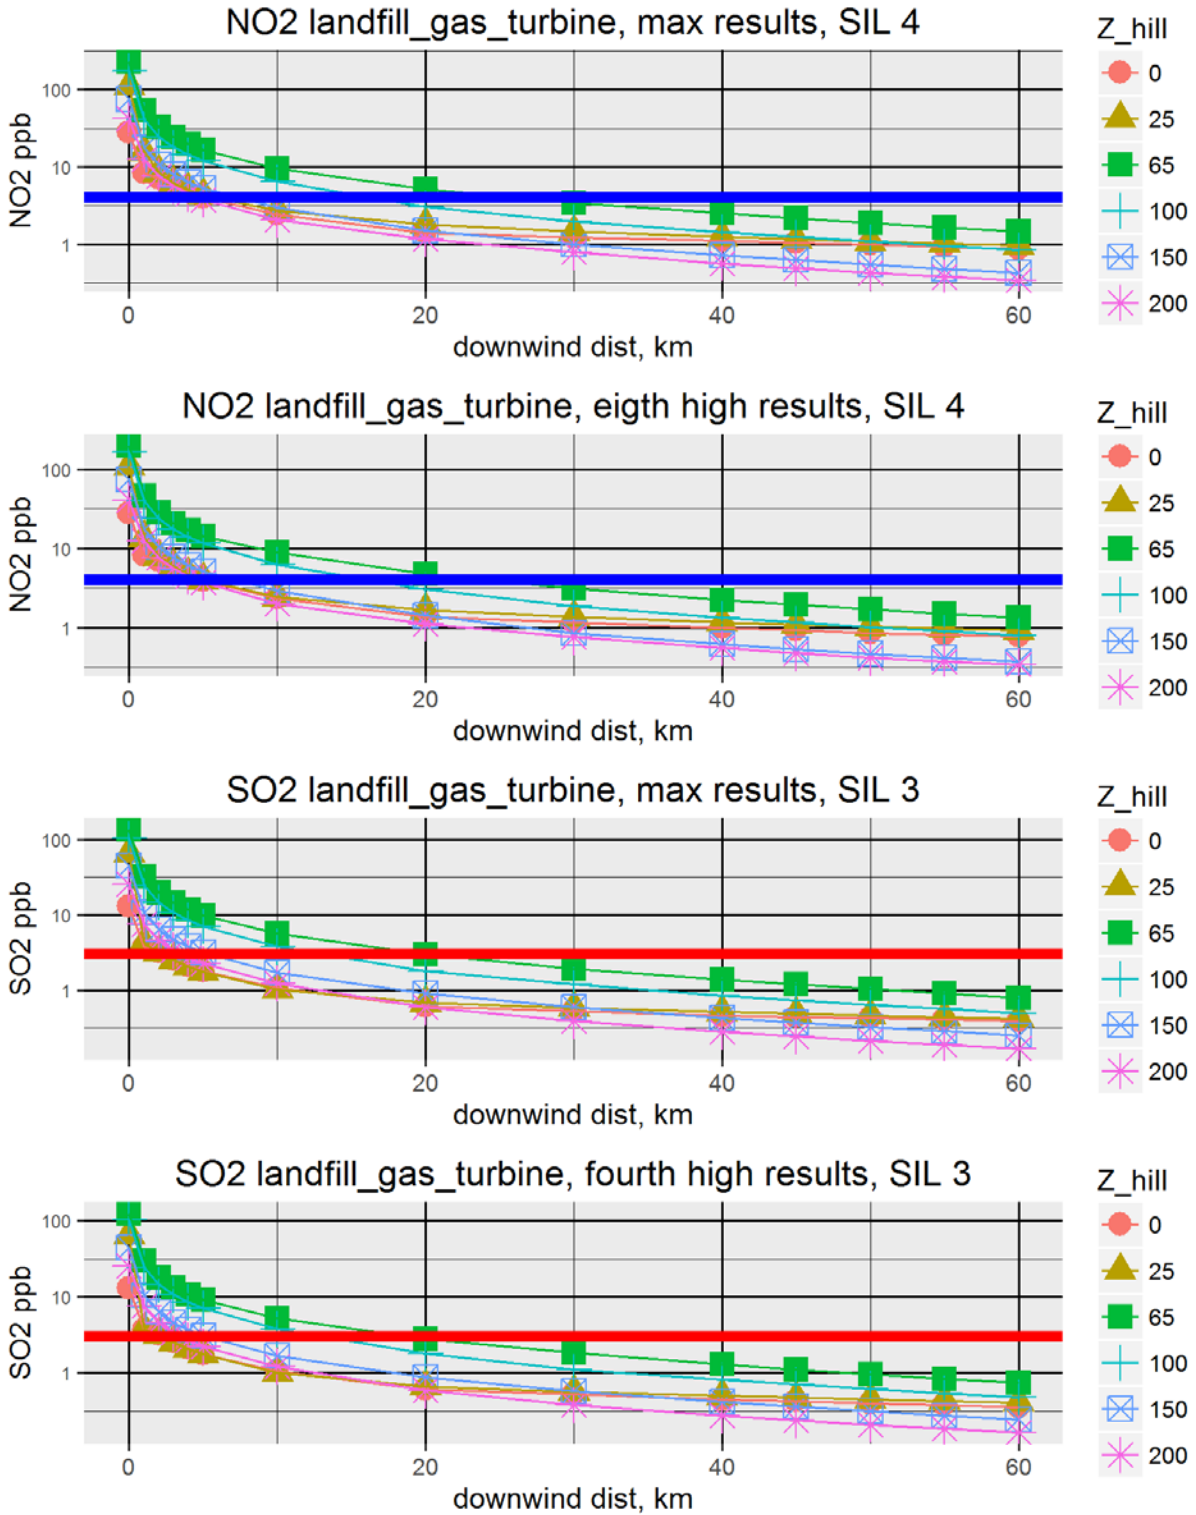 NO2 landfill_gas_turbine, max results, SIL 4
NO2 ppb
100
10
1
0 20 40 60
downwind dist, km
Z_hill
0
25
65
100
150
200
NO2 landfill_gas_turbine, eigth high results, SIL 4
NO2 ppb
100
10
1
0 20 40 60
downwind dist, km
Z_hill
0
25
65
100
150
200
SO2 landfill_gas_turbine, max results, SIL 3
SO2 ppb
100
10
1
0 20 40 60
downwind dist, km
Z_hill
0
25
65
100
150
200
SO2 landfill_gas_turbine, fourth high results, SIL 3
SO2 ppb
100
10
1
0 20 40 60
downwind dist, km
Z_hill
0
25
65
100
150
200